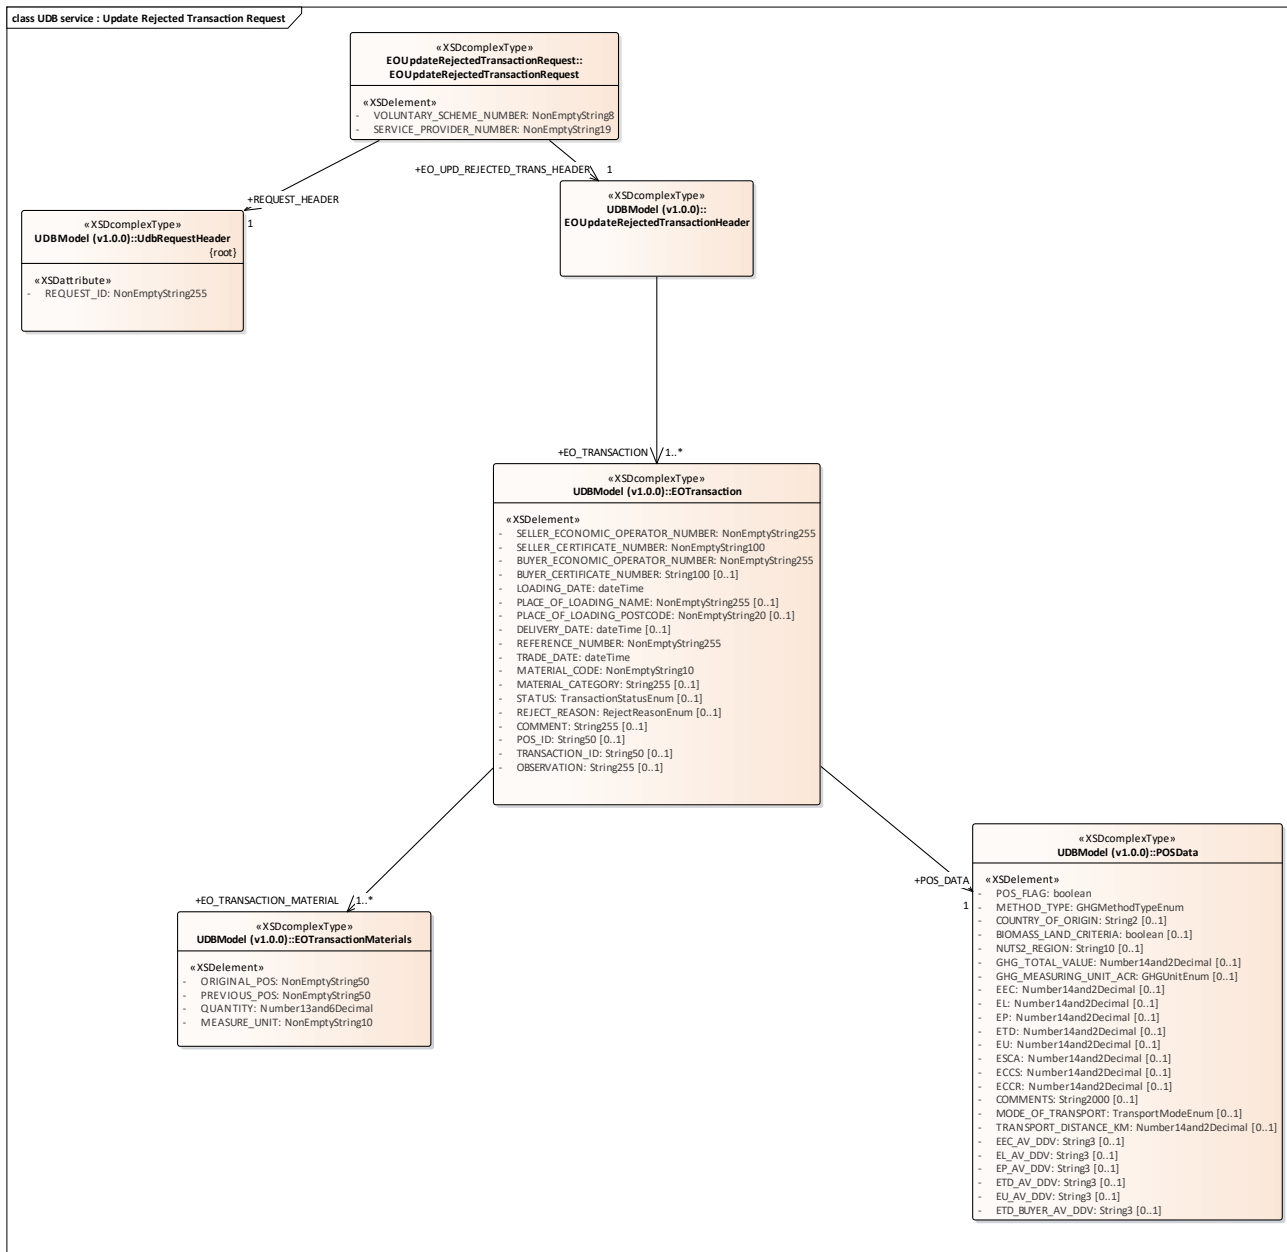 class UDB service : Update Rejected Transaction Request
«XSDcomplexType»
EOUpdateRejectedTransactionRequest::
EOUpdateRejectedTransactionRequest
«XSDelement»
- VOLUNTARY_SCHEME_NUMBER: NonEmptyString8
- SERVICE_PROVIDER_NUMBER: NonEmptyString19
+REQUEST_HEADER
1
+EO_UPD_REJECTED_TRANS_HEADER
1
«XSDcomplexType»
UDBModel (v1.0.0)::UdbRequestHeader
{root}
«XSDattribute»
- REQUEST_ID: NonEmptyString255
«XSDcomplexType»
UDBModel (v1.0.0)::
EOUpdateRejectedTransactionHeader
+EO_TRANSACTION
1..*
«XSDcomplexType»
UDBModel (v1.0.0)::EOTransaction
«XSDelement»
- SELLER_ECONOMIC_OPERATOR_NUMBER: NonEmptyString255
- SELLER_CERTIFICATE_NUMBER: NonEmptyString100
- BUYER_ECONOMIC_OPERATOR_NUMBER: NonEmptyString255
- BUYER_CERTIFICATE_NUMBER: String100 [0..1]
- LOADING_DATE: dateTime
- PLACE_OF_LOADING_NAME: NonEmptyString255 [0..1]
- PLACE_OF_LOADING_POSTCODE: NonEmptyString20 [0..1]
- DELIVERY_DATE: dateTime [0..1]
- REFERENCE_NUMBER: NonEmptyString255
- TRADE_DATE: dateTime
- MATERIAL_CODE: NonEmptyString10
- MATERIAL_CATEGORY: String255 [0..1]
- STATUS: TransactionStatusEnum [0..1]
- REJECT_REASON: RejectReasonEnum [0..1]
- COMMENT: String255 [0..1]
- POS_ID: String50 [0..1]
- TRANSACTION_ID: String50 [0..1]
- OBSERVATION: String255 [0..1]
+EO_TRANSACTION_MATERIAL
1..*
«XSDcomplexType»
UDBModel (v1.0.0)::EOTransactionMaterials
«XSDelement»
- ORIGINAL_POS: NonEmptyString50
- PREVIOUS_POS: NonEmptyString50
- QUANTITY: Number13and6Decimal
- MEASURE_UNIT: NonEmptyString10
+POS_DATA
1
«XSDcomplexType»
UDBModel (v1.0.0)::POSData
«XSDelement»
- POS_FLAG: boolean
- METHOD_TYPE: GHGMethodTypeEnum
- COUNTRY_OF_ORIGIN: String2 [0..1]
- BIOMASS_LAND_CRITERIA: boolean [0..1]
- NUTS2_REGION: String10 [0..1]
- GHG_TOTAL_VALUE: Number14and2Decimal [0..1]
- GHG_MEASURING_UNIT_ACR: GHGUnitEnum [0..1]
- EEC: Number14and2Decimal [0..1]
- EL: Number14and2Decimal [0..1]
- EP: Number14and2Decimal [0..1]
- ETD: Number14and2Decimal [0..1]
- EU: Number14and2Decimal [0..1]
- ESCA: Number14and2Decimal [0..1]
- ECCS: Number14and2Decimal [0..1]
- ECCR: Number14and2Decimal [0..1]
- COMMENTS: String2000 [0..1]
- MODE_OF_TRANSPORT: TransportModeEnum [0..1]
- TRANSPORT_DISTANCE_KM: Number14and2Decimal [0..1]
- EEC_AV_DDV: String3 [0..1]
- EL_AV_DDV: String3 [0..1]
- EP_AV_DDV: String3 [0..1]
- ETD_AV_DDV: String3 [0..1]
- EU_AV_DDV: String3 [0..1]
- ETD_BUYER_AV_DDV: String3 [0..1]